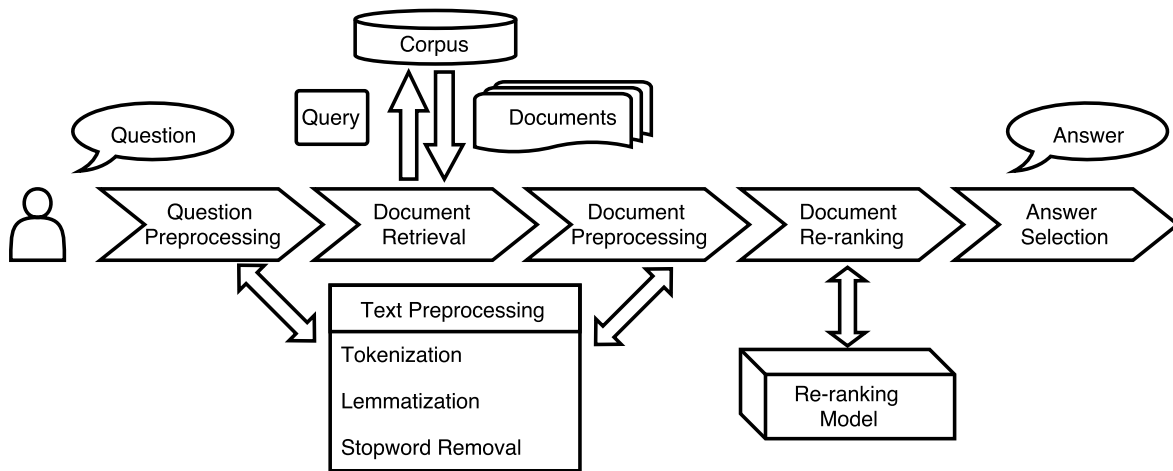 Corpus
Query
Documents
Question
Answer
Question
Preprocessing
Document
Retrieval
Document
Preprocessing
Document
Re-ranking
Answer
Selection
Text Preprocessing
Tokenization
Lemmatization
Stopword Removal
Re-ranking
Model